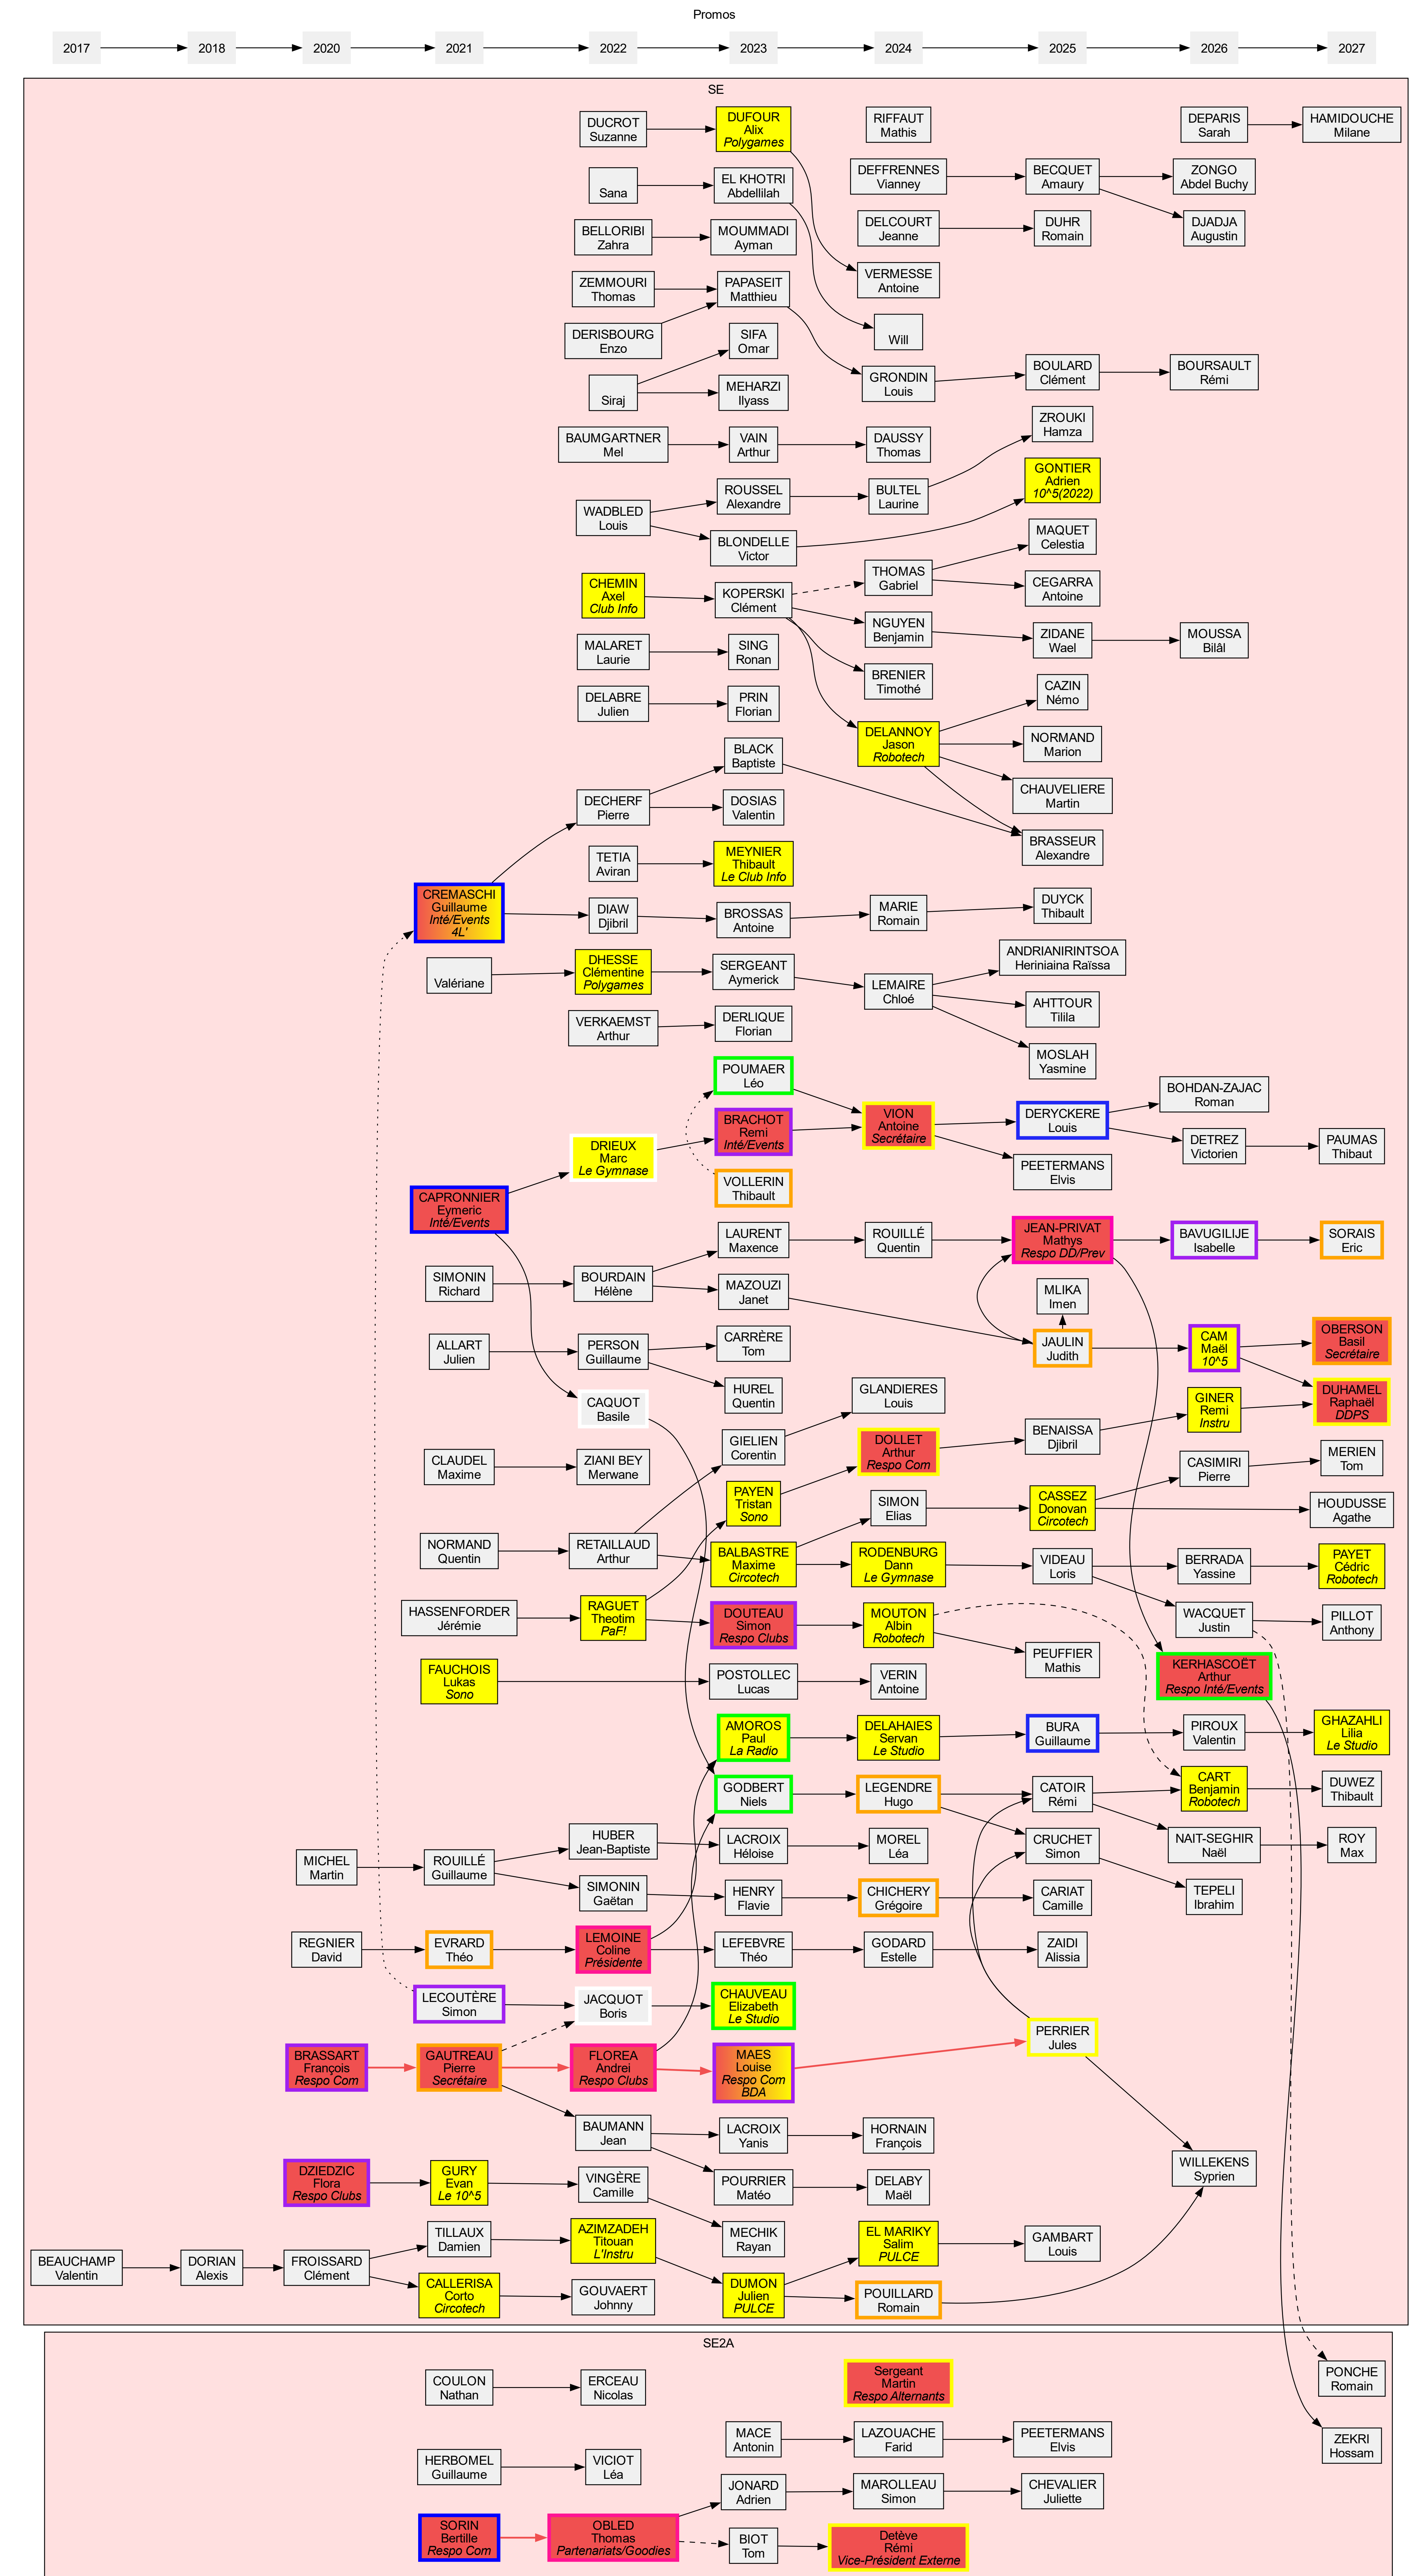 Promos
2017
2018
2020
2021
2022
2023
2024
2025
2026
2027
SE
DUCROT
Suzanne
DUFOUR
Alix
Polygames
RIFFAUT
Mathis
DEPARIS
Sarah
HAMIDOUCHE
Milane
Sana
EL KHOTRI
Abdellilah
DEFFRENNES
Vianney
BECQUET
Amaury
ZONGO
Abdel Buchy
BELLORIBI
Zahra
MOUMMADI
Ayman
DELCOURT
Jeanne
DUHR
Romain
DJADJA
Augustin
ZEMMOURI
Thomas
PAPASEIT
Matthieu
VERMESSE
Antoine
DERISBOURG
Enzo
SIFA
Omar
Will
Siraj
MEHARZI
Ilyass
GRONDIN
Louis
BOULARD
Clément
BOURSAULT
Rémi
BAUMGARTNER
Mel
VAIN
Arthur
DAUSSY
Thomas
ZROUKI
Hamza
WADBLED
Louis
ROUSSEL
Alexandre
BULTEL
Laurine
GONTIER
Adrien
10^5(2022)
BLONDELLE
Victor
MAQUET
Celestia
CHEMIN
Axel
Club Info
KOPERSKI
Clément
THOMAS
Gabriel
CEGARRA
Antoine
MALARET
Laurie
SING
Ronan
NGUYEN
Benjamin
ZIDANE
Wael
MOUSSA
Bilâl
DELABRE
Julien
PRIN
Florian
BRENIER
Timothé
CAZIN
Némo
BLACK
Baptiste
DELANNOY
Jason
Robotech
NORMAND
Marion
DECHERF
Pierre
DOSIAS
Valentin
CHAUVELIERE
Martin
TETIA
Aviran
MEYNIER
Thibault
Le Club Info
BRASSEUR
Alexandre
CREMASCHI
Guillaume
Inté/Events
4L'
DIAW
Djibril
BROSSAS
Antoine
MARIE
Romain
DUYCK
Thibault
Valériane
DHESSE
Clémentine
Polygames
SERGEANT
Aymerick
LEMAIRE
Chloé
ANDRIANIRINTSOA
Heriniaina Raïssa
VERKAEMST
Arthur
DERLIQUE
Florian
AHTTOUR
Tilila
MOSLAH
Yasmine
POUMAER
Léo
BRACHOT
Remi
Inté/Events
VION
Antoine
Secrétaire
DERYCKERE
Louis
BOHDAN-ZAJAC
Roman
DRIEUX
Marc
Le Gymnase
VOLLERIN
Thibault
PEETERMANS
Elvis
DETREZ
Victorien
PAUMAS
Thibaut
CAPRONNIER
Eymeric
Inté/Events
LAURENT
Maxence
ROUILLÉ
Quentin
JEAN-PRIVAT
Mathys
Respo DD/Prev
BAVUGILIJE
Isabelle
SORAIS
Eric
SIMONIN
Richard
BOURDAIN
Hélène
MAZOUZI
Janet
MLIKA
Imen
ALLART
Julien
PERSON
Guillaume
CARRÈRE
Tom
JAULIN
Judith
CAM
Maël
10^5
OBERSON
Basil
Secrétaire
CAQUOT
Basile
HUREL
Quentin
GLANDIERES
Louis
GINER
Remi
Instru
DUHAMEL
Raphaël
DDPS
CLAUDEL
Maxime
ZIANI BEY
Merwane
GIELIEN
Corentin
DOLLET
Arthur
Respo Com
BENAISSA
Djibril
CASIMIRI
Pierre
MERIEN
Tom
PAYEN
Tristan
Sono
SIMON
Elias
CASSEZ
Donovan
Circotech
HOUDUSSE
Agathe
NORMAND
Quentin
RETAILLAUD
Arthur
BALBASTRE
Maxime
Circotech
RODENBURG
Dann
Le Gymnase
VIDEAU
Loris
BERRADA
Yassine
PAYET
Cédric
Robotech
HASSENFORDER
Jérémie
RAGUET
Theotim
PaF!
DOUTEAU
Simon
Respo Clubs
MOUTON
Albin
Robotech
PEUFFIER
Mathis
WACQUET
Justin
PILLOT
Anthony
FAUCHOIS
Lukas
Sono
POSTOLLEC
Lucas
VERIN
Antoine
KERHASCOËT
Arthur
Respo Inté/Events
AMOROS
Paul
La Radio
DELAHAIES
Servan
Le Studio
BURA
Guillaume
PIROUX
Valentin
GHAZAHLI
Lilia
Le Studio
GODBERT
Niels
LEGENDRE
Hugo
CATOIR
Rémi
CART
Benjamin
Robotech
DUWEZ
Thibault
MICHEL
Martin
ROUILLÉ
Guillaume
HUBER
Jean-Baptiste
LACROIX
Héloise
MOREL
Léa
CRUCHET
Simon
NAIT-SEGHIR
Naël
ROY
Max
SIMONIN
Gaëtan
HENRY
Flavie
CHICHERY
Grégoire
CARIAT
Camille
TEPELI
Ibrahim
REGNIER
David
EVRARD
Théo
LEMOINE
Coline
Présidente
LEFEBVRE
Théo
GODARD
Estelle
ZAIDI
Alissia
LECOUTÈRE
Simon
JACQUOT
Boris
CHAUVEAU
Elizabeth
Le Studio
PERRIER
Jules
BRASSART
François
Respo Com
GAUTREAU
Pierre
Secrétaire
FLOREA
Andrei
Respo Clubs
MAES
Louise
Respo Com
BDA
BAUMANN
Jean
LACROIX
Yanis
HORNAIN
François
WILLEKENS
Syprien
DZIEDZIC
Flora
Respo Clubs
GURY
Evan
Le 10^5
VINGÈRE
Camille
POURRIER
Matéo
DELABY
Maël
TILLAUX
Damien
AZIMZADEH
Titouan
L'Instru
MECHIK
Rayan
EL MARIKY
Salim
PULCE
GAMBART
Louis
BEAUCHAMP
Valentin
DORIAN
Alexis
FROISSARD
Clément
CALLERISA
Corto
Circotech
GOUVAERT
Johnny
DUMON
Julien
PULCE
POUILLARD
Romain
SE2A
COULON
Nathan
ERCEAU
Nicolas
Sergeant
Martin
Respo Alternants
PONCHE
Romain
MACE
Antonin
LAZOUACHE
Farid
PEETERMANS
Elvis
ZEKRI
Hossam
HERBOMEL
Guillaume
VICIOT
Léa
JONARD
Adrien
MAROLLEAU
Simon
CHEVALIER
Juliette
SORIN
Bertille
Respo Com
OBLED
Thomas
Partenariats/Goodies
BIOT
Tom
Detève
Rémi
Vice-Président Externe